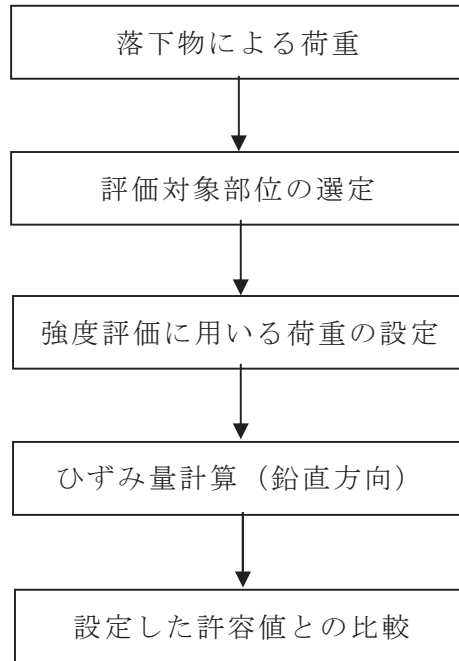 落下物による荷重
評価対象部位の選定
強度評価に用いる荷重の設定
ひずみ量計算（鉛直方向）
設定した許容値との比較